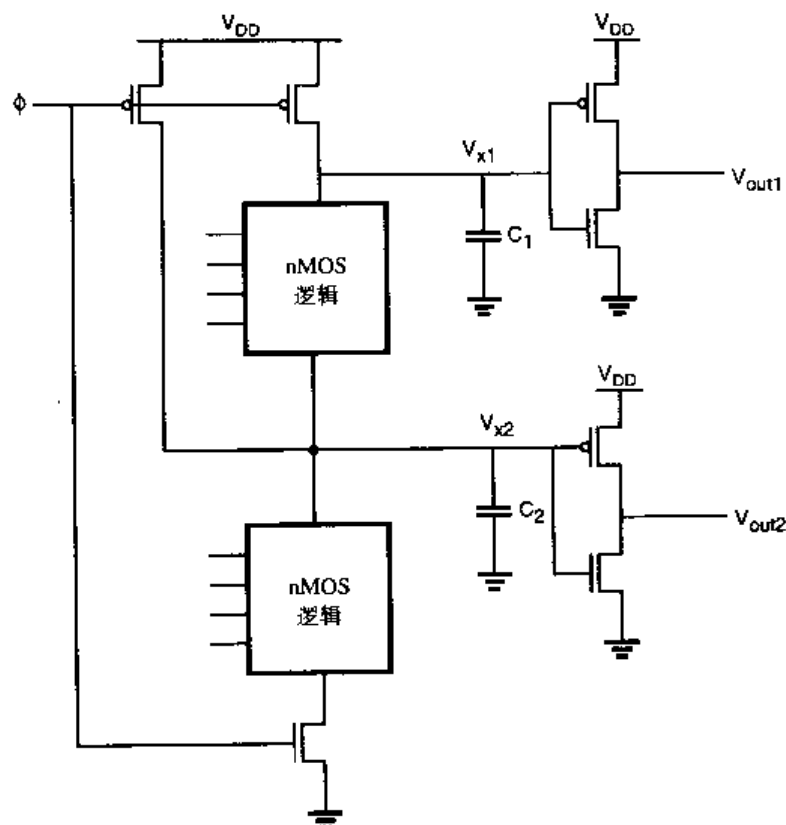 V_DD
V_DD
ϕ
V_x1
V_out1
C_1
nMOS
逻辑
V_DD
V_x2
C_2
V_out2
nMOS
逻辑